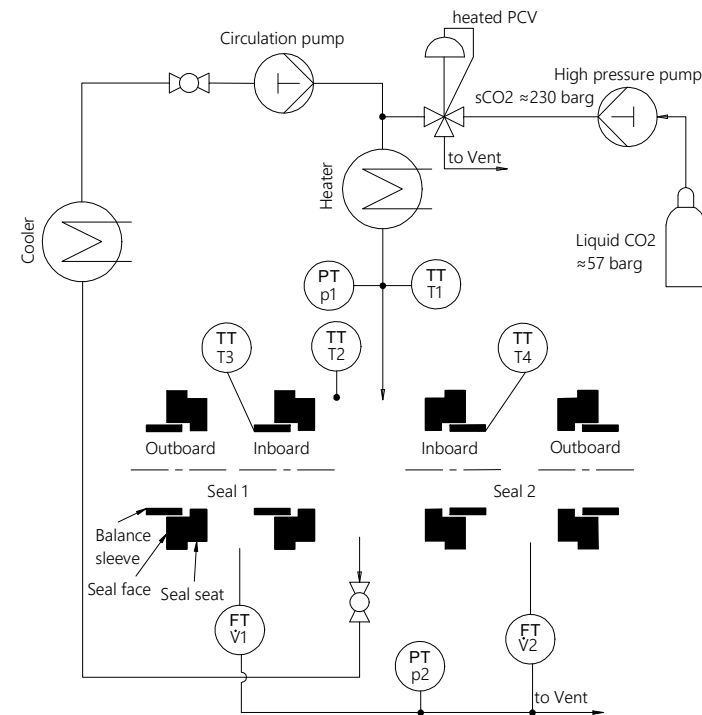 heated PCV
Circulation pump
High pressure pump
sCO2 ≈230 barg
to Vent
Heater
Cooler
Liquid CO2
≈57 barg
PT
p1
TT
T1
TT
T3
TT
T2
TT
T4
Outboard
Inboard
Inboard
Outboard
Seal 1
Seal 2
Balance
sleeve
Seal face
Seal seat
FT
V̇1
FT
V̇2
PT
p2
to Vent